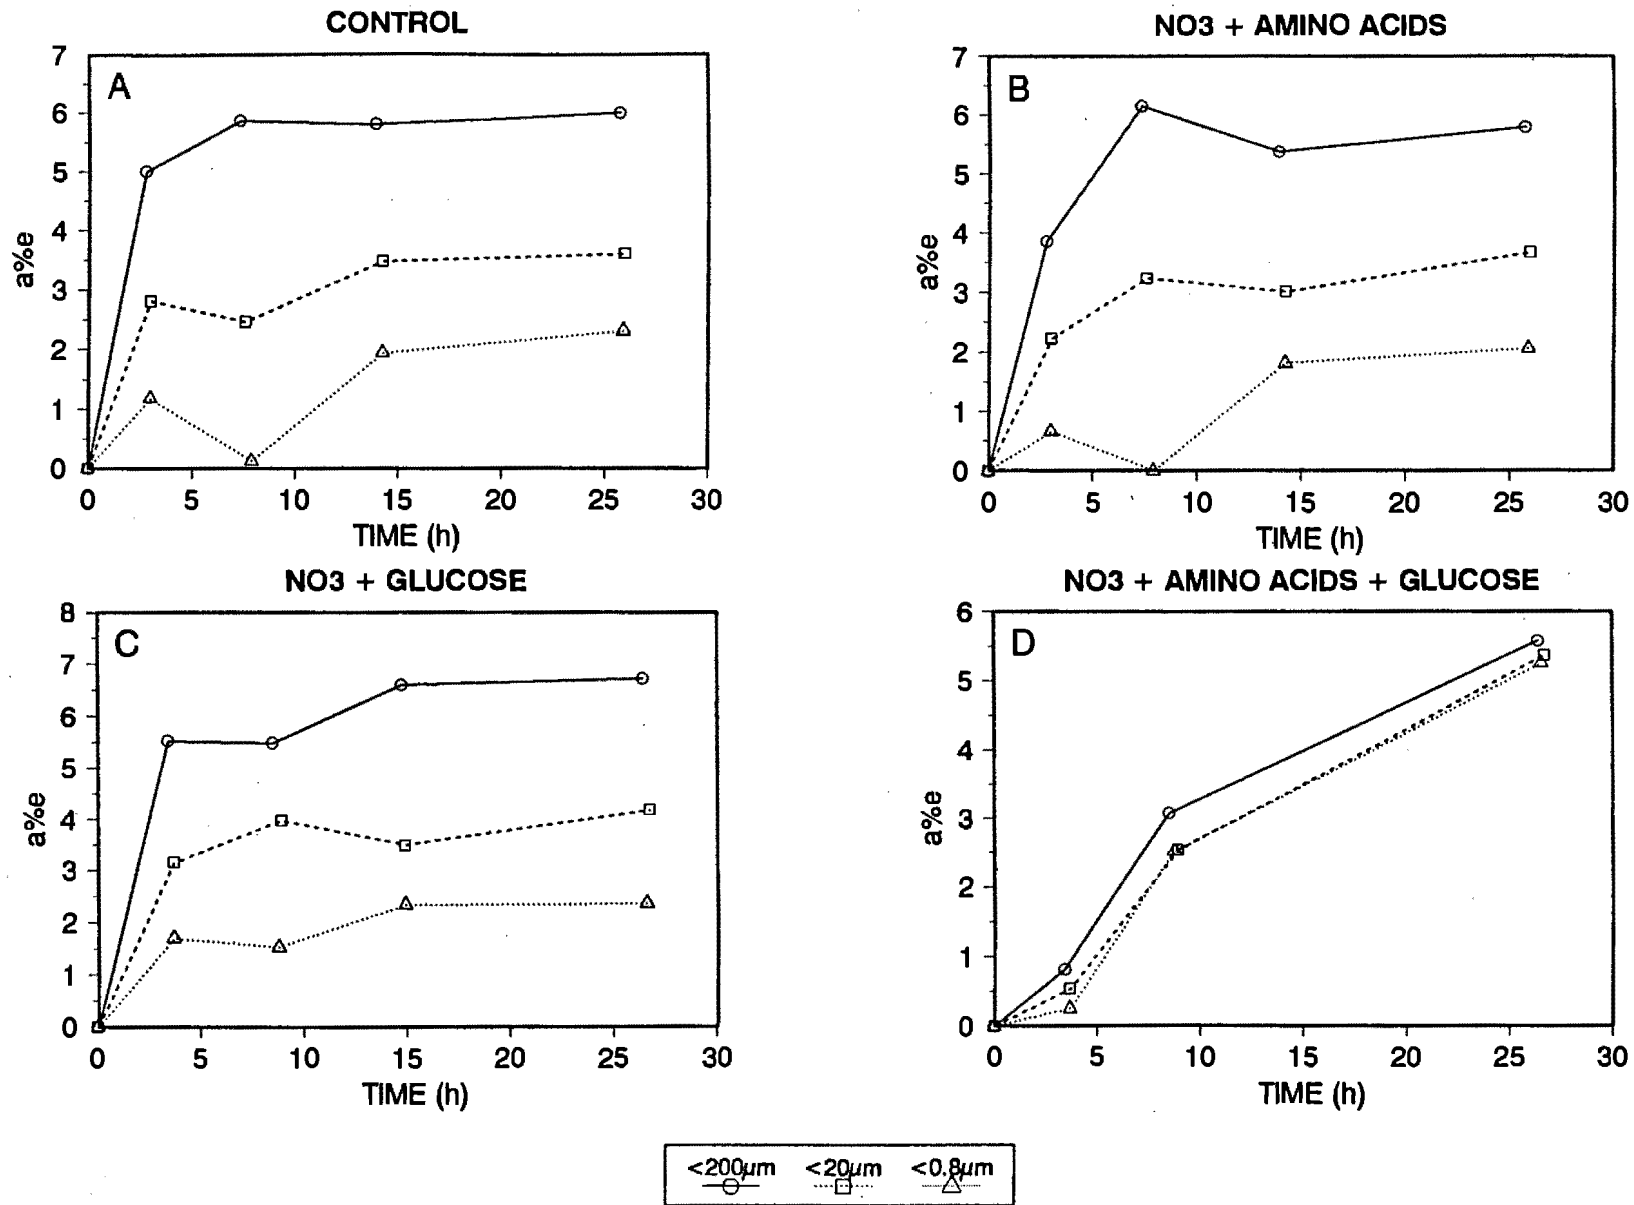 CONTROL
A
7
6
5
4
3
2
1
0
a%e
0 5 10 15 20 25 30
TIME (h)
NO3 + AMINO ACIDS
B
7
6
5
4
3
2
1
0
a%e
0 5 10 15 20 25 30
TIME (h)
NO3 + GLUCOSE
C
8
7
6
5
4
3
2
1
0
a%e
0 5 10 15 20 25 30
TIME (h)
NO3 + AMINO ACIDS + GLUCOSE
D
6
5
4
3
2
1
0
a%e
0 5 10 15 20 25 30
TIME (h)
<200μm <20μm <0.8μm